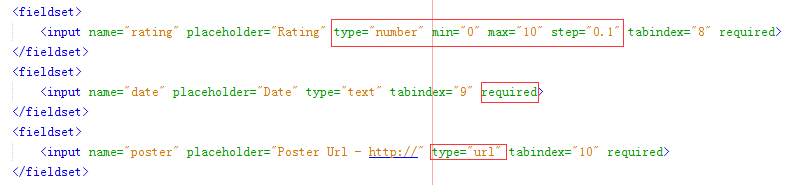 <fieldset>
<input name="rating" placeholder="Rating" type="number" min="0" max="10" step="0.1" tabindex="8" required>
</fieldset>
<fieldset>
<input name="date" placeholder="Date" type="text" tabindex="9" required>
</fieldset>
<fieldset>
<input name="poster" placeholder="Poster Url - http://" type="url" tabindex="10" required>
</fieldset>